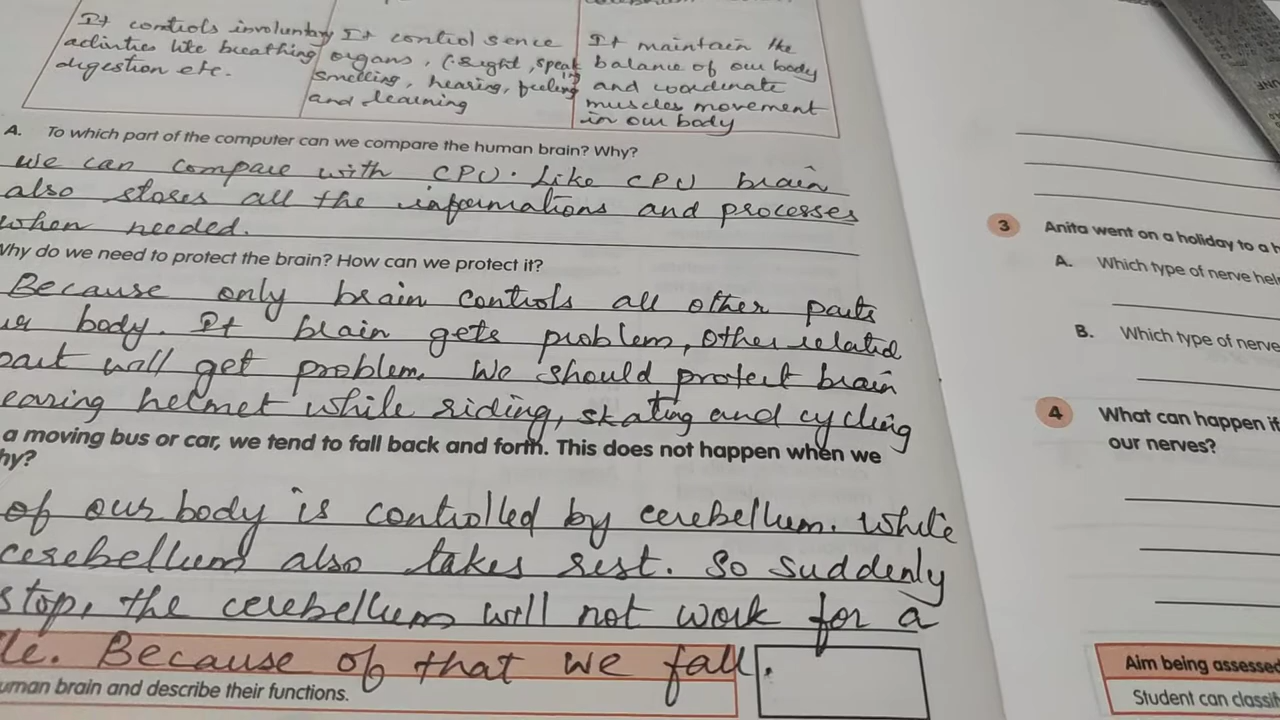 It controls involuntry
activities like breathing
digestion etc.
It control sence
organs, (Sight, speaking
smelling, hearing, feeling
and learning
It maintain the
balance of our body
and coordinate
muscles movement
in our body
A. To which part of the computer can we compare the human brain? Why?
We can compare with CPU. Like CPU brain
also stores all the informations and processes
when needed.
Why do we need to protect the brain? How can we protect it?
Because only brain controls all other parts
ur body. If brain gets problem, other related
part will get problem. We should protect brain
earing helmet while riding, skating and cycling
a moving bus or car, we tend to fall back and forth. This does not happen when we
hy?
of our body is controlled by cerebellum. While
cerebellum also takes rest. So suddenly
stop, the cerebellum will not work for a
le. Because of that we fall.
uman brain and describe their functions.
3 Anita went on a holiday to a h
A. Which type of nerve hel
B. Which type of nerve
4 What can happen if
our nerves?
Aim being assessed
Student can classif